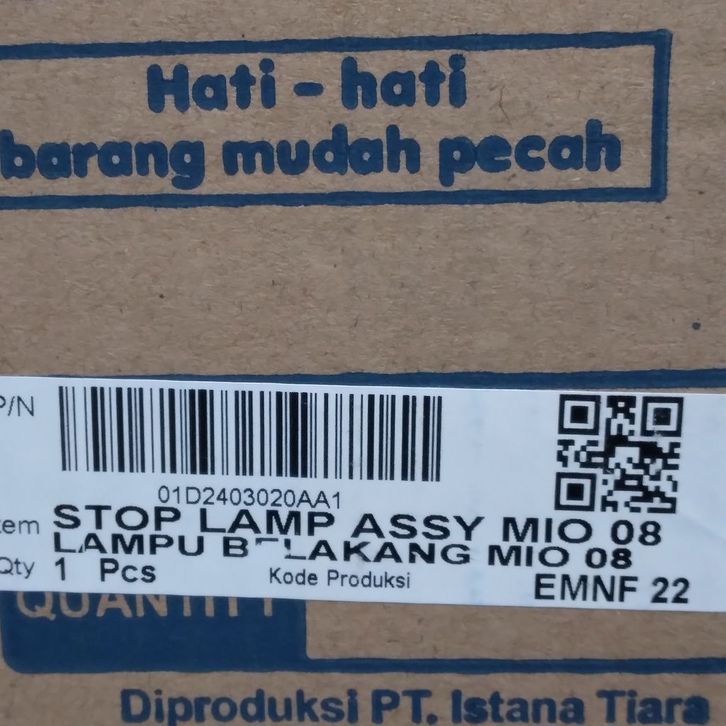 Hati - hati
barang mudah pecah
P/N
01D2403020AA1
STOP LAMP ASSY MIO 08
LAMPU BELAKANG MIO 08
Qty 1 Pcs Kode Produksi EMNF 22
QUANTITY
Diproduksi PT. Istana Tiara